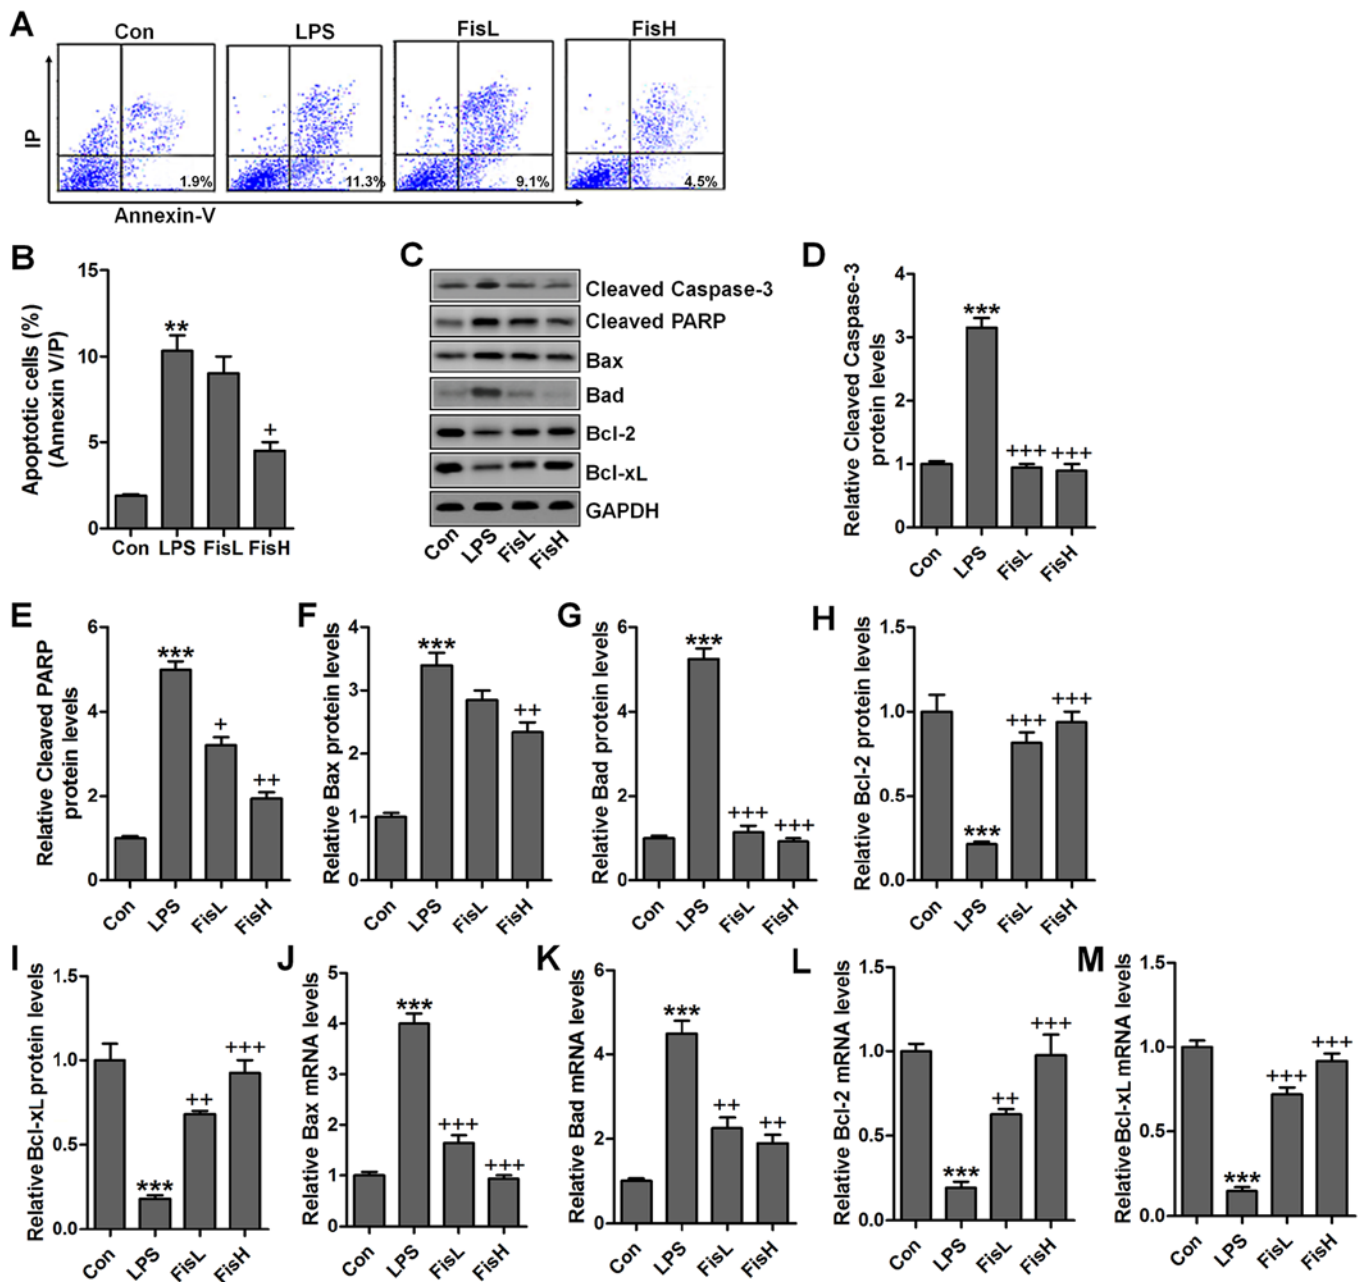 A
Con
LPS
FisL
FisH
IP
1.9%
11.3%
9.1%
4.5%
Annexin-V
B
Apoptotic cells (%)
(Annexin V/P)
15
10
5
0
**
+
Con LPS FisL FisH
C
Cleaved Caspase-3
Cleaved PARP
Bax
Bad
Bcl-2
Bcl-xL
GAPDH
Con LPS FisL FisH
D
Relative Cleaved Caspase-3
protein levels
4
3
2
1
0
***
+++ +++
Con LPS FisL FisH
E
Relative Cleaved PARP
protein levels
6
4
2
0
***
+
++
Con LPS FisL FisH
F
Relative Bax protein levels
4
3
2
1
0
***
++
Con LPS FisL FisH
G
Relative Bad protein levels
6
4
2
0
***
+++
+++
Con LPS FisL FisH
H
Relative Bcl-2 protein levels
1.5
1.0
0.5
0.0
***
+++
+++
Con LPS FisL FisH
I
Relative Bcl-xL protein levels
1.5
1.0
0.5
0.0
***
++
+++
Con LPS FisL FisH
J
Relative Bax mRNA levels
5
4
3
2
1
0
***
+++
+++
Con LPS FisL FisH
K
Relative Bad mRNA levels
6
4
2
0
***
++
++
Con LPS FisL FisH
L
Relative Bcl-2 mRNA levels
1.5
1.0
0.5
0.0
***
++
+++
Con LPS FisL FisH
M
Relative Bcl-xL mRNA levels
1.5
1.0
0.5
0.0
***
+++
+++
Con LPS FisL FisH